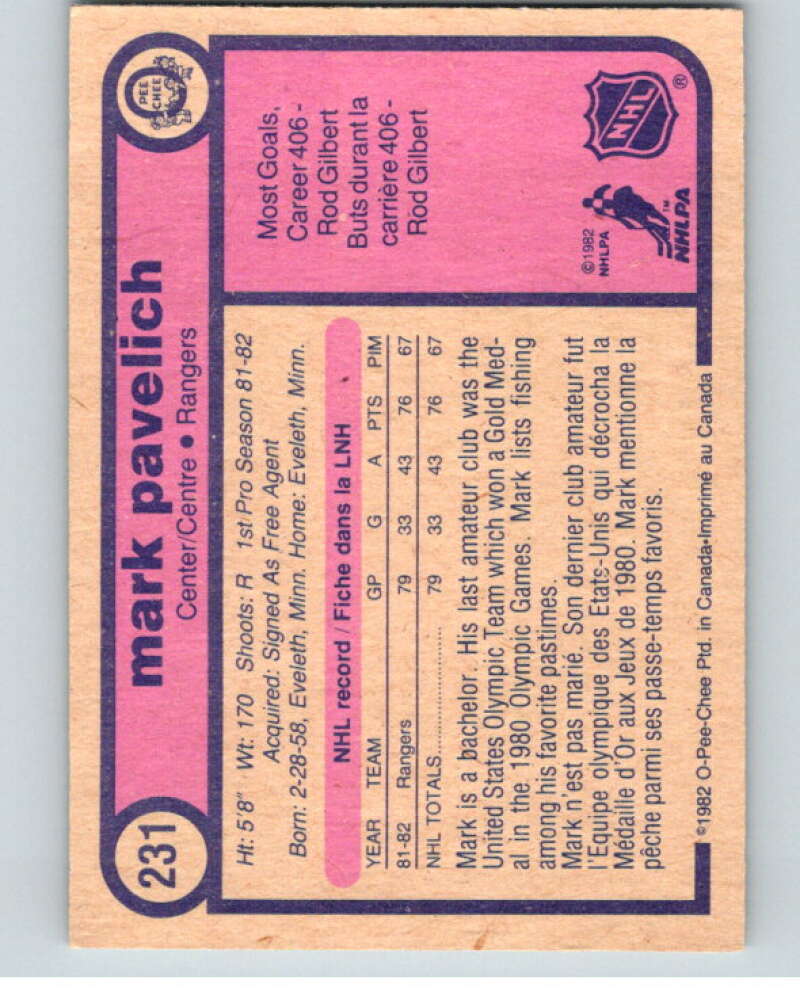 231
mark pavelich
Center/Centre • Rangers
O
PEE
CHEE
Ht: 5'8" Wt: 170 Shoots: R 1st Pro Season 81-82
Acquired: Signed As Free Agent
Born: 2-28-58, Eveleth, Minn. Home: Eveleth, Minn.
NHL record / Fiche dans la LNH
YEAR TEAM GP G A PTS PIM
81-82 Rangers 79 33 43 76 67
NHL TOTALS.................... 79 33 43 76 67
Mark is a bachelor. His last amateur club was the
United States Olympic Team which won a Gold Med-
al in the 1980 Olympic Games. Mark lists fishing
among his favorite pastimes.
Mark n'est pas marié. Son dernier club amateur fut
l'Equipe olympique des Etats-Unis qui décrocha la
Médaille d'Or aux Jeux de 1980. Mark mentionne la
pêche parmi ses passe-temps favoris.
©1982 O-Pee-Chee Ptd. in Canada-Imprimé au Canada
Most Goals,
Career 406 -
Rod Gilbert
Buts durant la
carrière 406 -
Rod Gilbert
©1982
NHLPA
NHLPA™
NHL®